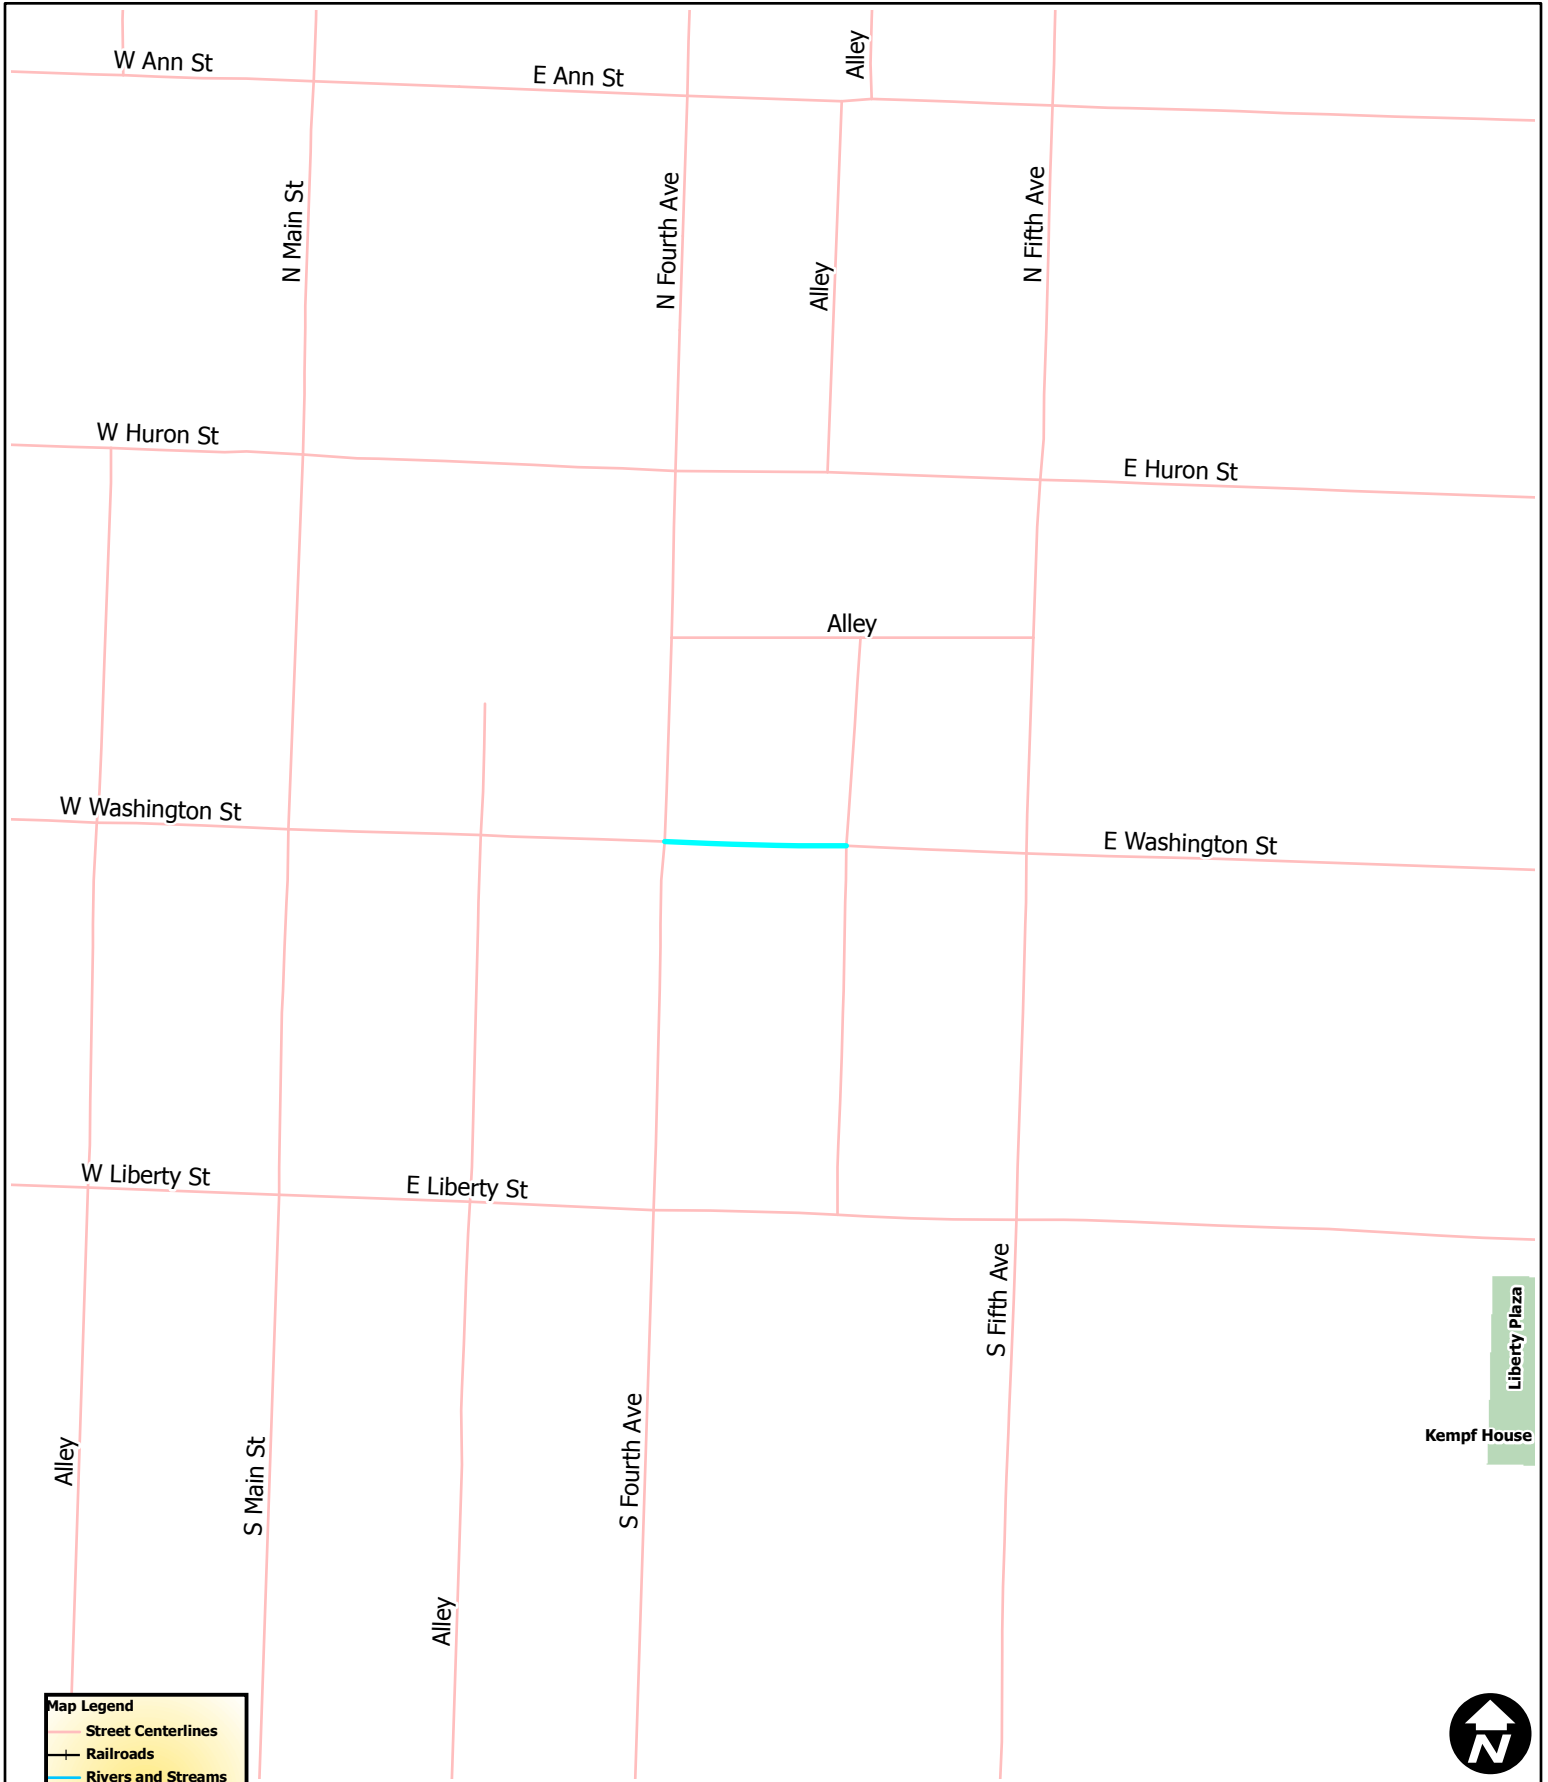 W Ann St
E Ann St
Alley
N Main St
N Fourth Ave
Alley
N Fifth Ave
W Huron St
E Huron St
Alley
W Washington St
E Washington St
W Liberty St
E Liberty St
S Fifth Ave
Liberty Plaza
Kempf House
Alley
S Main St
S Fourth Ave
Alley
Map Legend
Street Centerlines
Railroads
Rivers and Streams
N